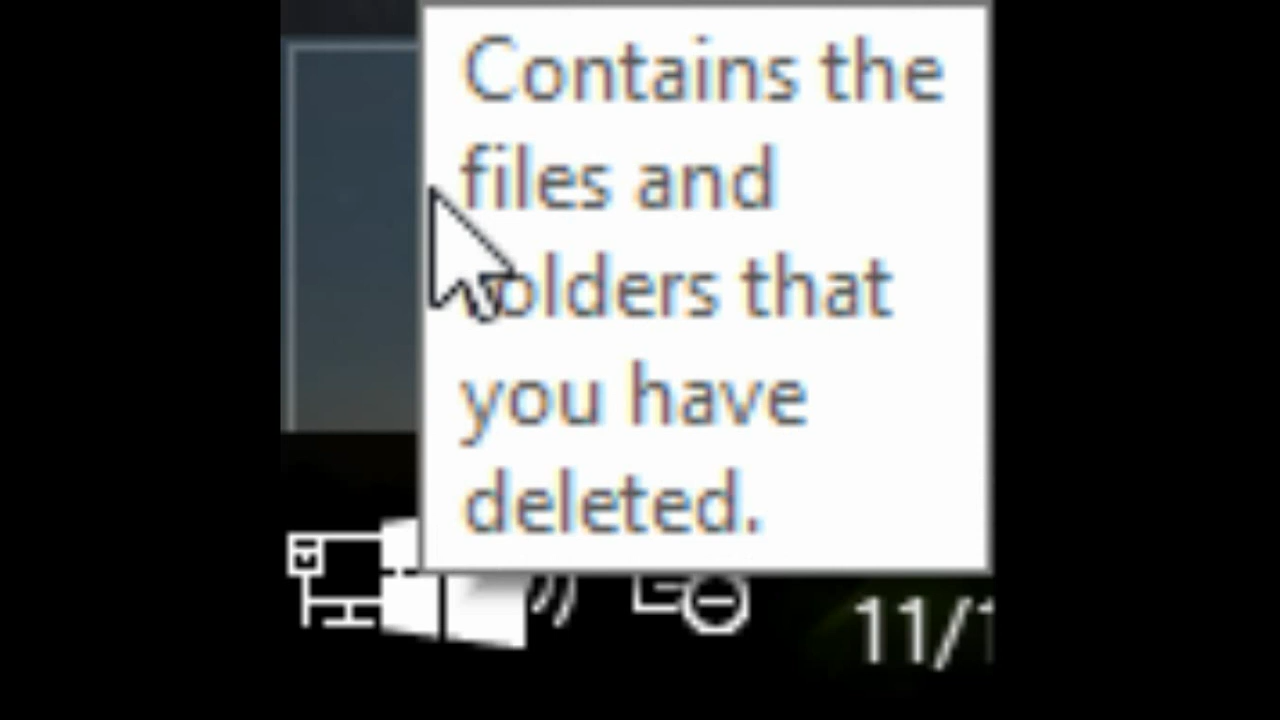 Contains the
files and
folders that
you have
deleted.
11/1